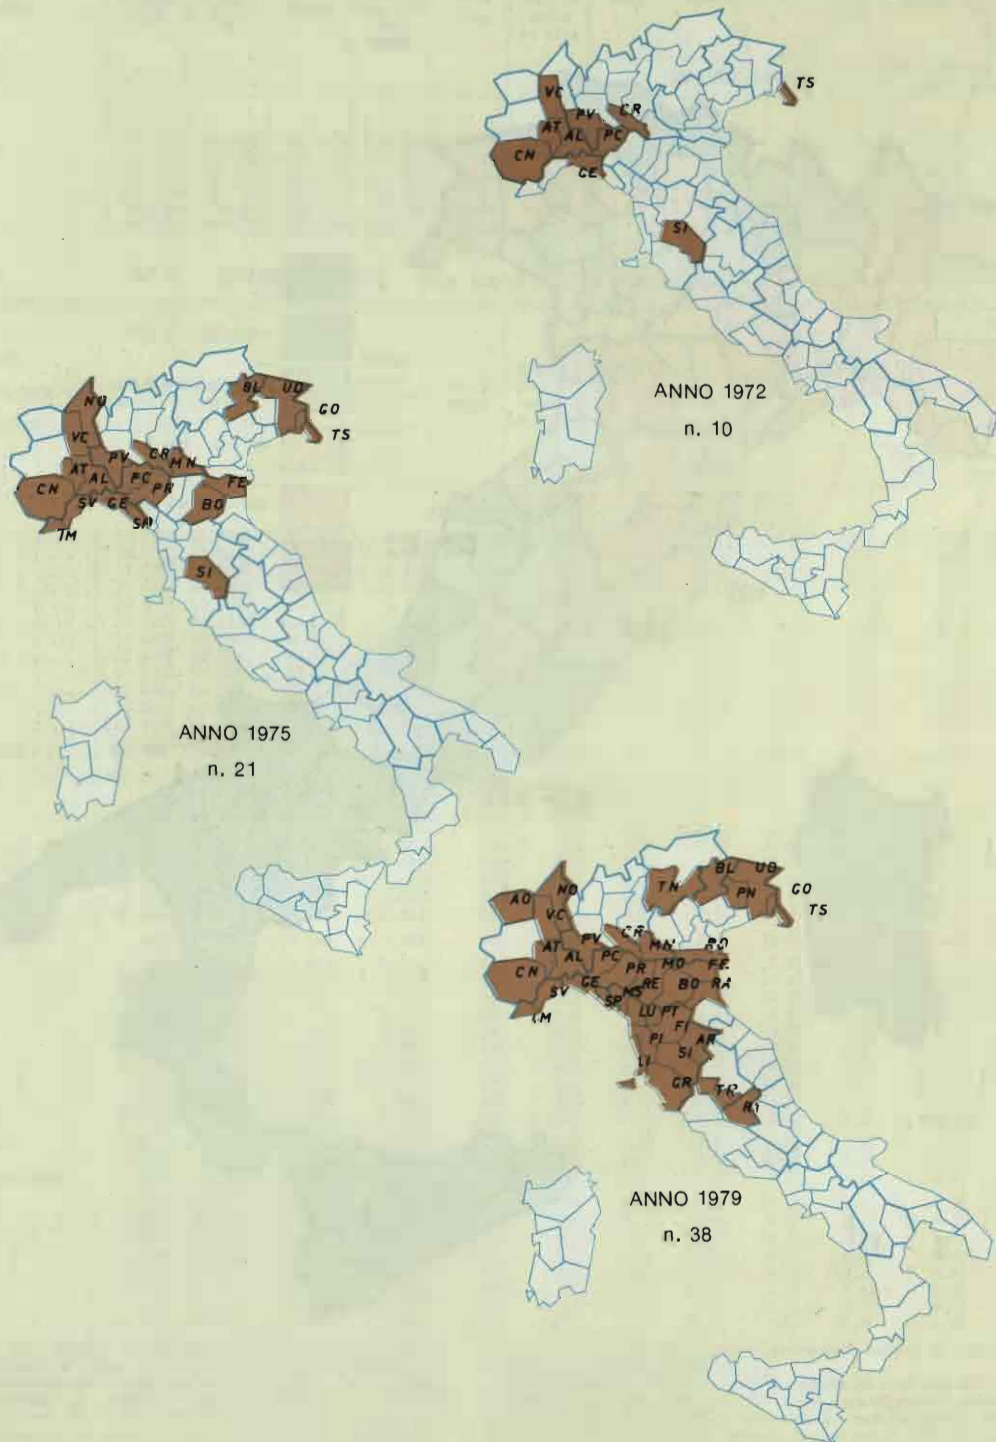 TS
VC
PV CR
AT AL PC
CN
GE
SI
ANNO 1972
n. 10
NO
BL UD
GO
TS
VC
PV CR MN
AT AL PC PR
CN SV GE
IM SP
FE
BO
SI
ANNO 1975
n. 21
AO NO
TN BL UD
PN GO
TS
VC
PV CR MN RO
AT AL PC PR MO FE
CN SV GE MS RE BO RA
IM SP
LU PT
FI
PI AR
LI SI
GR TR
RI
ANNO 1979
n. 38